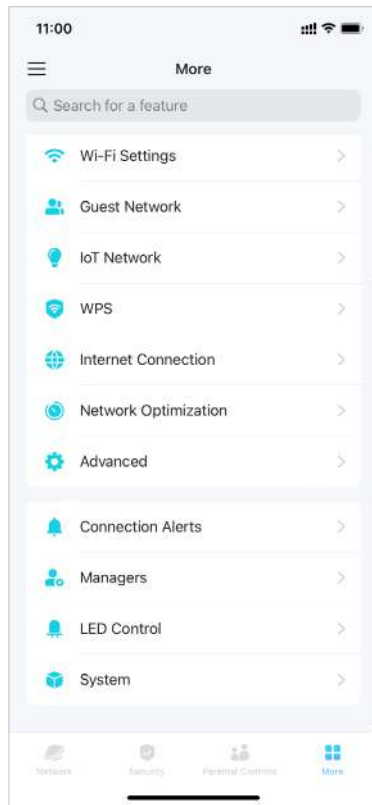 11:00
More
Search for a feature
Wi-Fi Settings
Guest Network
IoT Network
WPS
Internet Connection
Network Optimization
Advanced
Connection Alerts
Managers
LED Control
System
Network
Security
Parental Controls
More